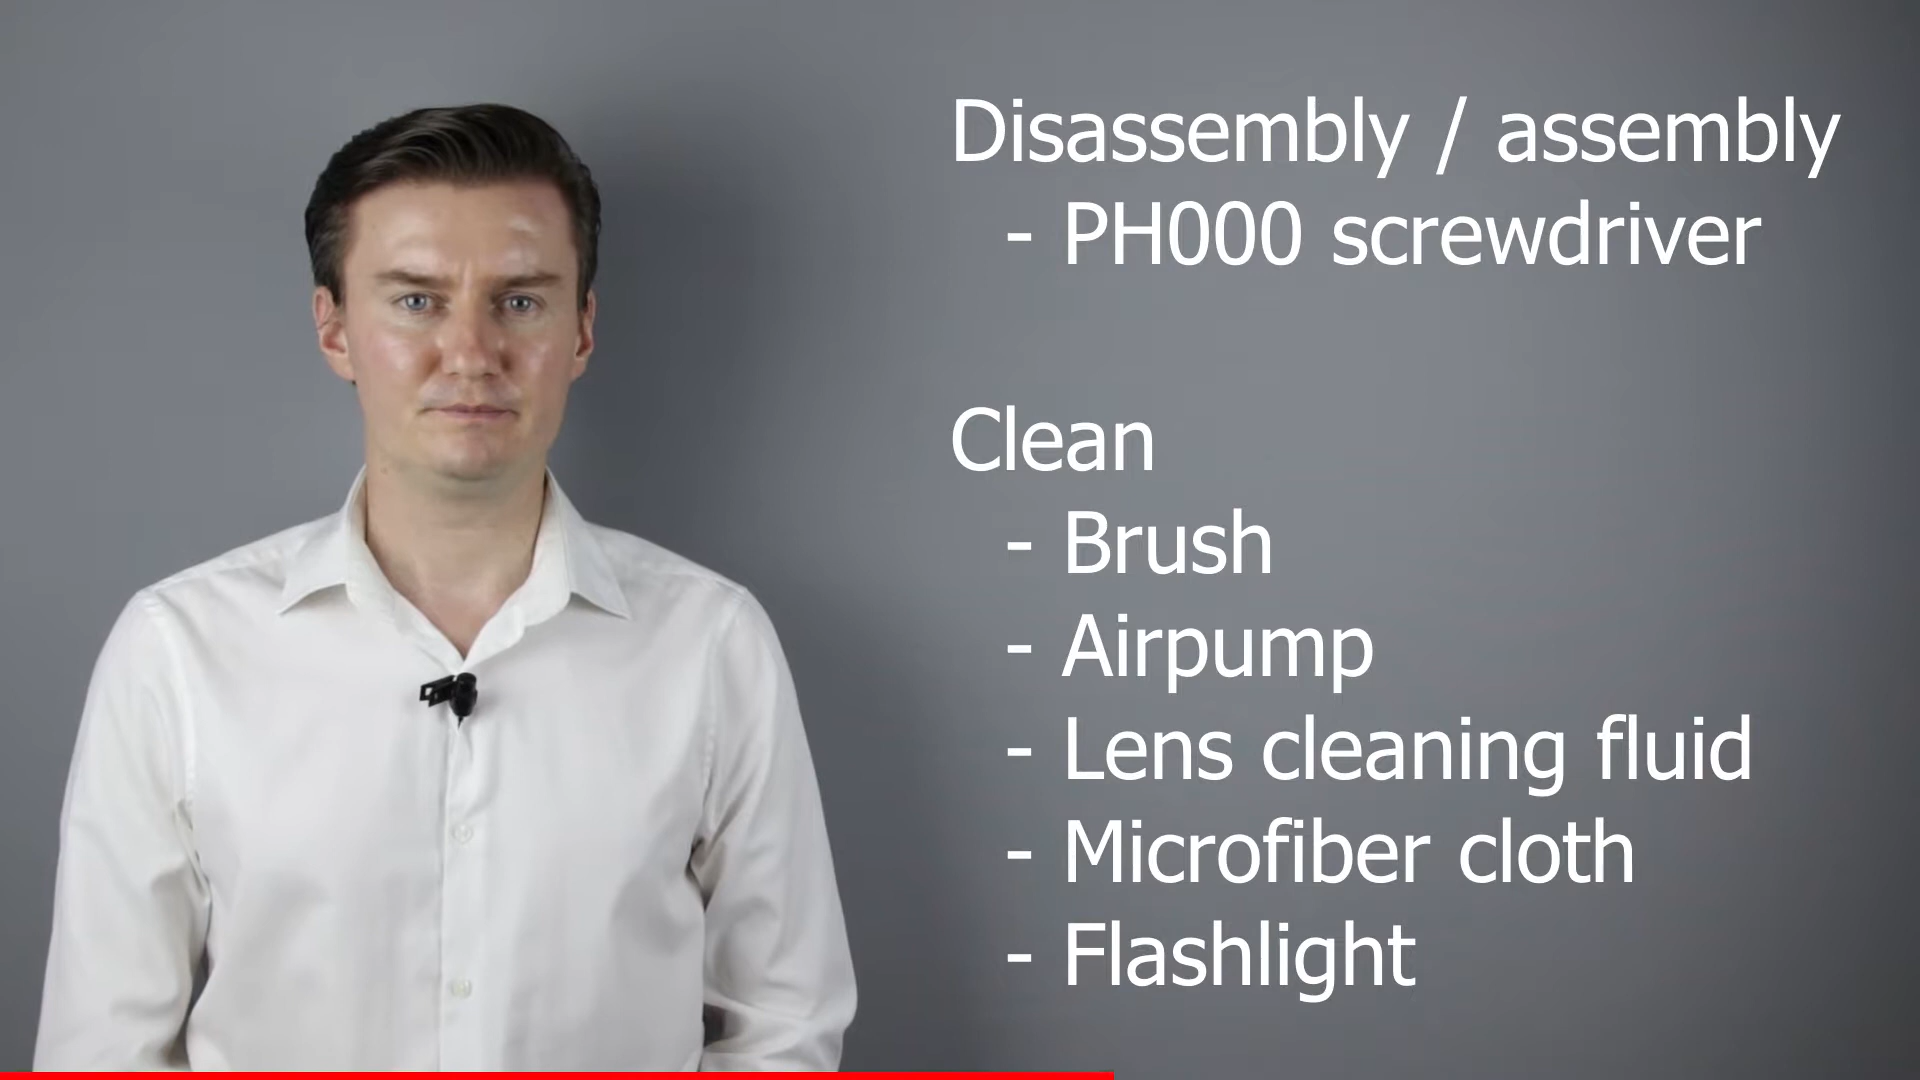 Disassembly / assembly
- PH000 screwdriver
Clean
- Brush
- Airpump
- Lens cleaning fluid
- Microfiber cloth
- Flashlight